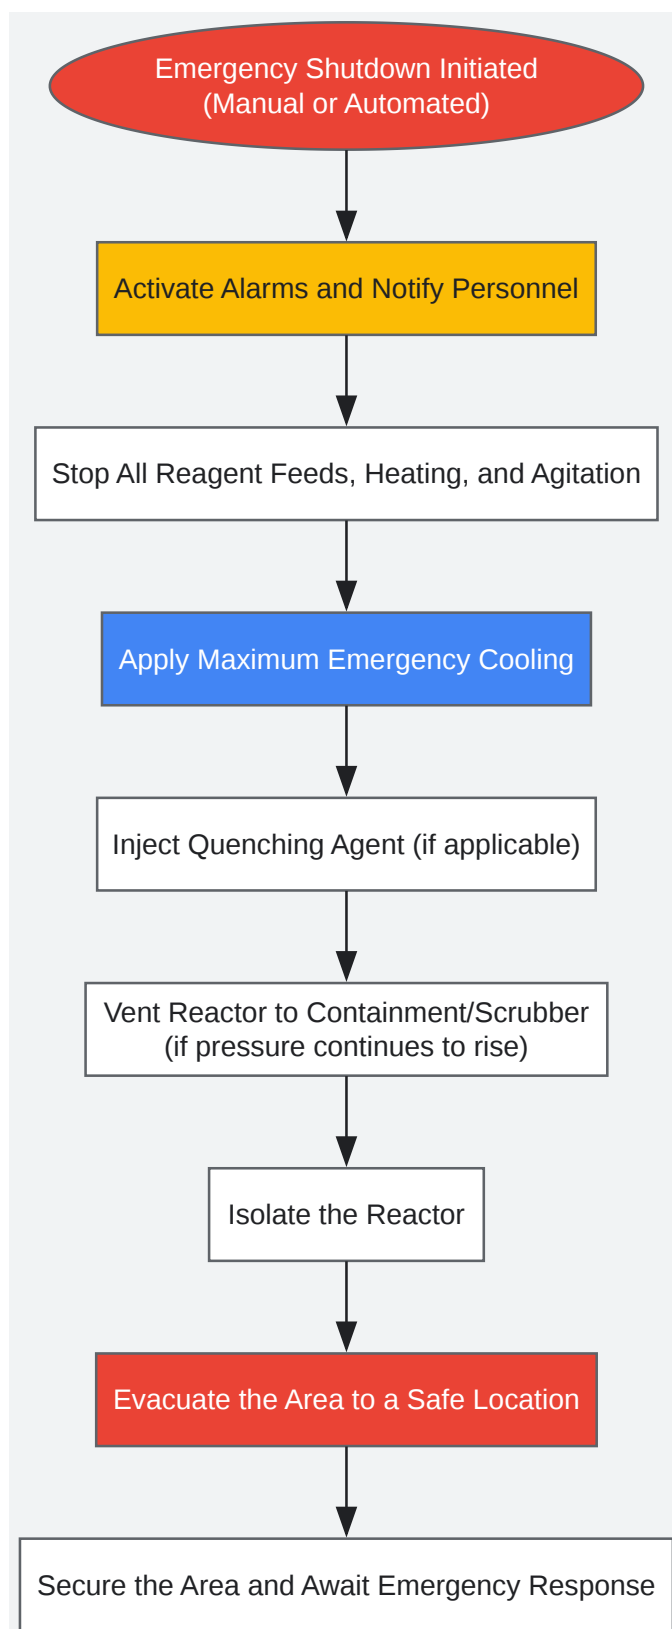 Emergency Shutdown Initiated
(Manual or Automated)
Activate Alarms and Notify Personnel
Stop All Reagent Feeds, Heating, and Agitation
Apply Maximum Emergency Cooling
Inject Quenching Agent (if applicable)
Vent Reactor to Containment/Scrubber
(if pressure continues to rise)
Isolate the Reactor
Evacuate the Area to a Safe Location
Secure the Area and Await Emergency Response